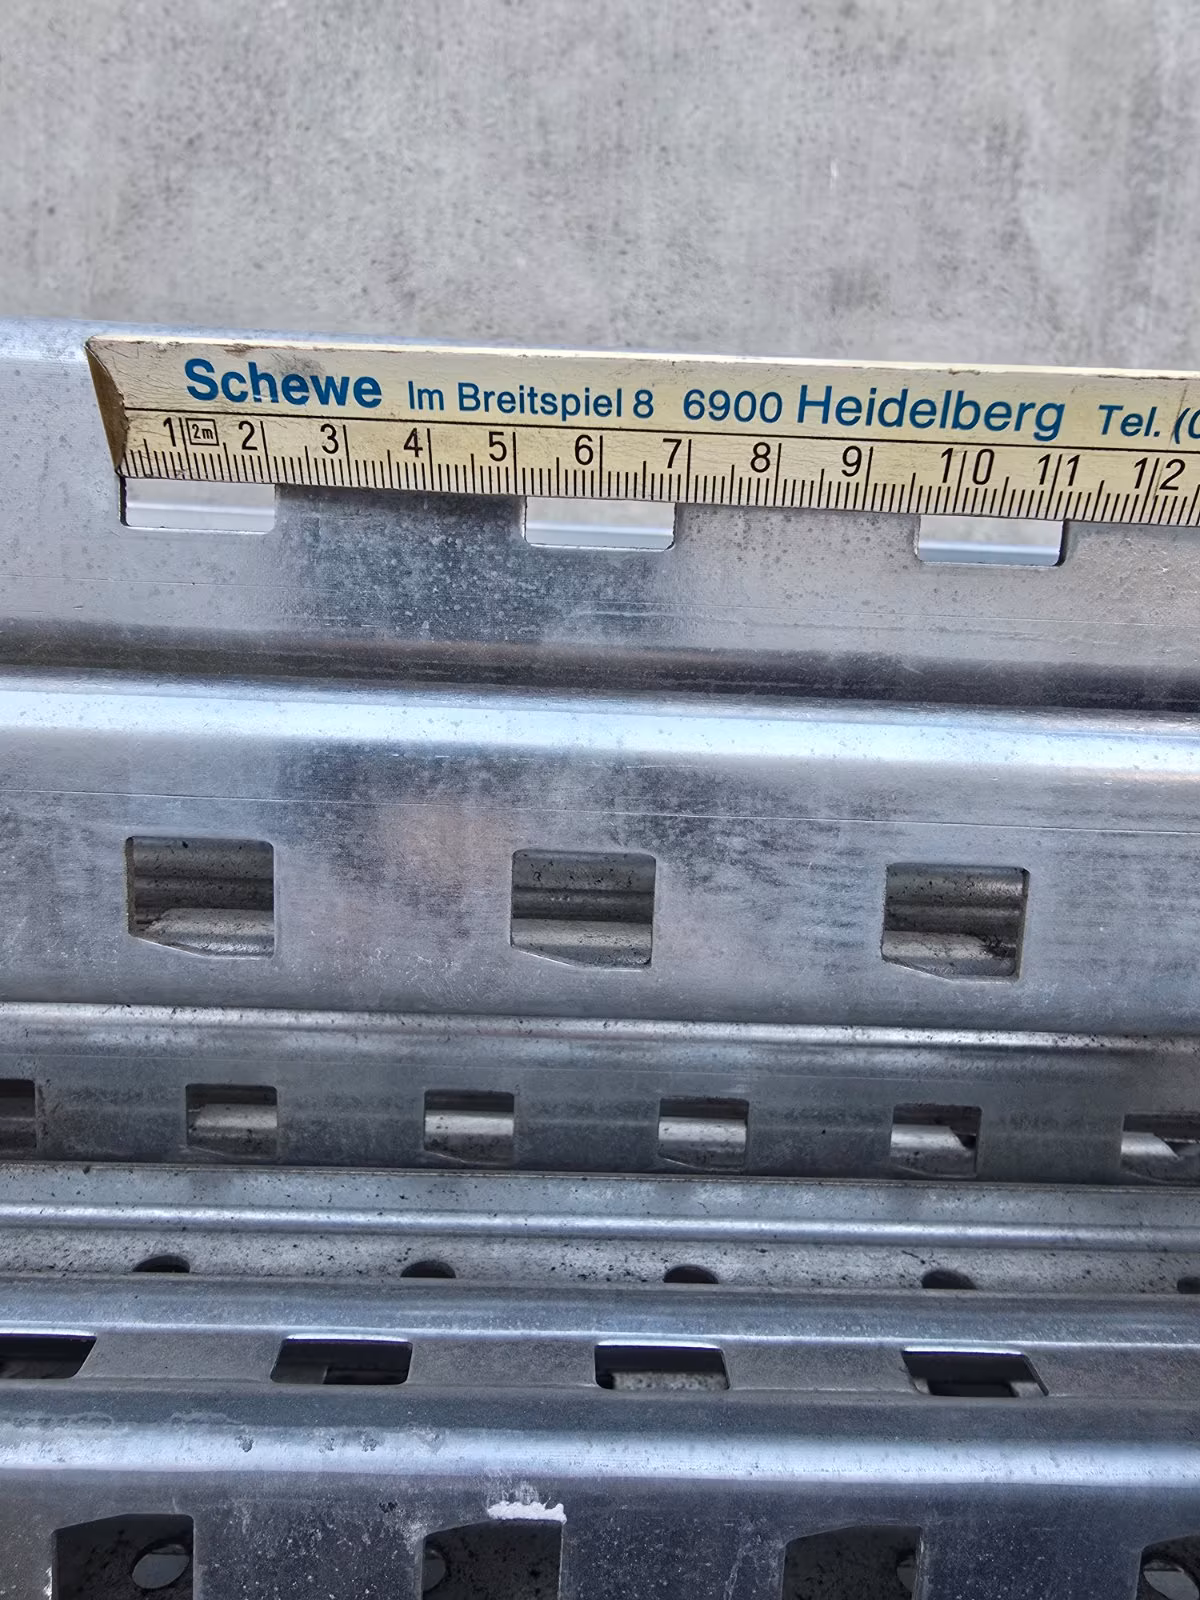 Schewe Im Breitspiel 8 6900 Heidelberg Tel. (0
1 2m 2 3 4 5 6 7 8 9 10 11 12